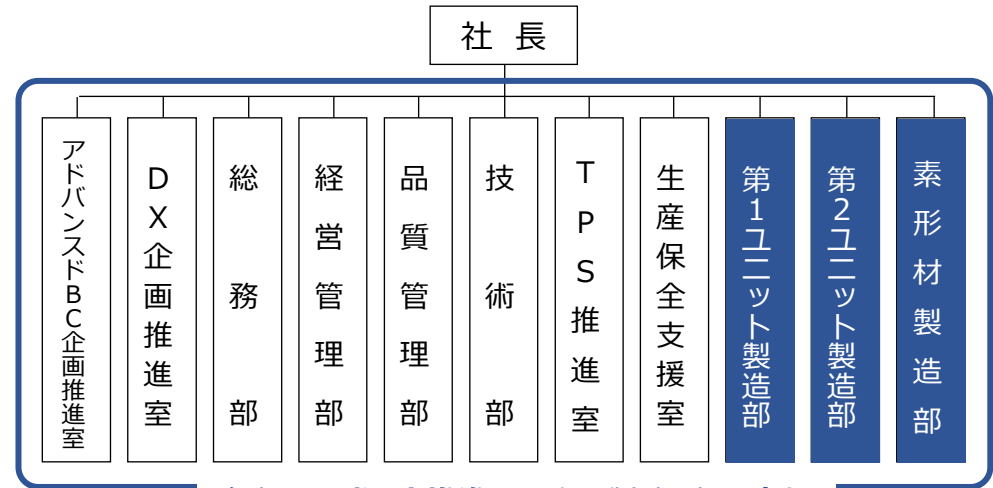 社 長
アドバンスドBC企画推進室
DX企画推進室
総務部
経営管理部
品質管理部
技術部
TPS推進室
生産保全支援室
第1ユニット製造部
第2ユニット製造部
素形材製造部